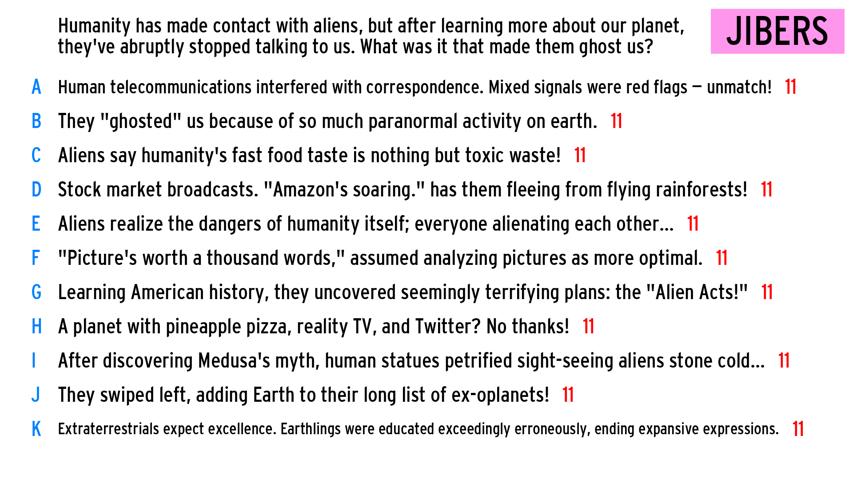 Humanity has made contact with aliens, but after learning more about our planet,
they've abruptly stopped talking to us. What was it that made them ghost us?
JIBERS
A Human telecommunications interfered with correspondence. Mixed signals were red flags – unmatch! 11
B They "ghosted" us because of so much paranormal activity on earth. 11
C Aliens say humanity's fast food taste is nothing but toxic waste! 11
D Stock market broadcasts. "Amazon's soaring." has them fleeing from flying rainforests! 11
E Aliens realize the dangers of humanity itself; everyone alienating each other... 11
F "Picture's worth a thousand words," assumed analyzing pictures as more optimal. 11
G Learning American history, they uncovered seemingly terrifying plans: the "Alien Acts!" 11
H A planet with pineapple pizza, reality TV, and Twitter? No thanks! 11
I After discovering Medusa's myth, human statues petrified sight-seeing aliens stone cold... 11
J They swiped left, adding Earth to their long list of ex-oplanets! 11
K Extraterrestrials expect excellence. Earthlings were educated exceedingly erroneously, ending expansive expressions. 11